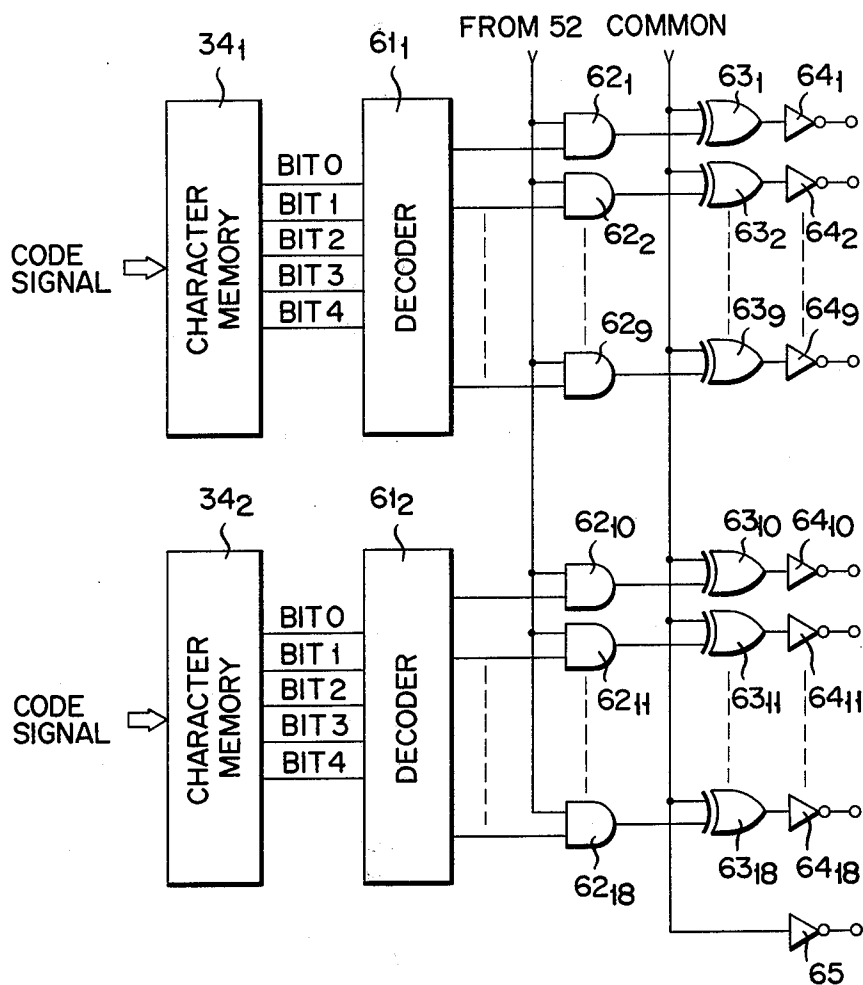 FROM 52 COMMON
34₁
61₁
62₁
63₁
64₁
BIT 0
BIT 1
BIT 2
BIT 3
BIT 4
CODE
SIGNAL
CHARACTER
MEMORY
DECODER
62₂
63₂
64₂
62₉
63₉
64₉
34₂
61₂
62₁₀
63₁₀
64₁₀
BIT 0
BIT 1
BIT 2
BIT 3
BIT 4
CODE
SIGNAL
CHARACTER
MEMORY
DECODER
62₁₁
63₁₁
64₁₁
62₁₈
63₁₈
64₁₈
65